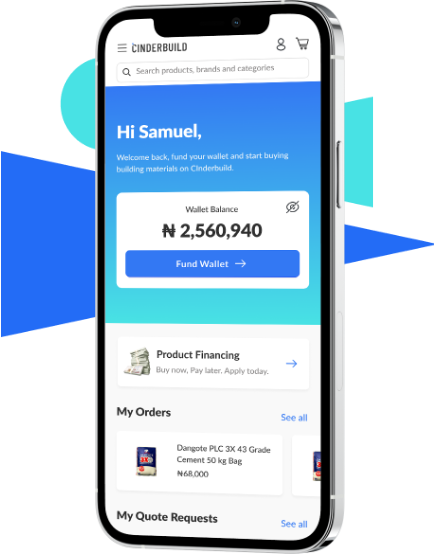 CINDERBUILD
Search products, brands and categories
Hi Samuel,
Welcome back, fund your wallet and start buying
building materials on Cinderbuild.
Wallet Balance
₦ 2,560,940
Fund Wallet
Product Financing
Buy now, Pay later. Apply today.
My Orders
See all
Dangote PLC 3X 43 Grade
Cement 50 kg Bag
₦68,000
My Quote Requests
See all